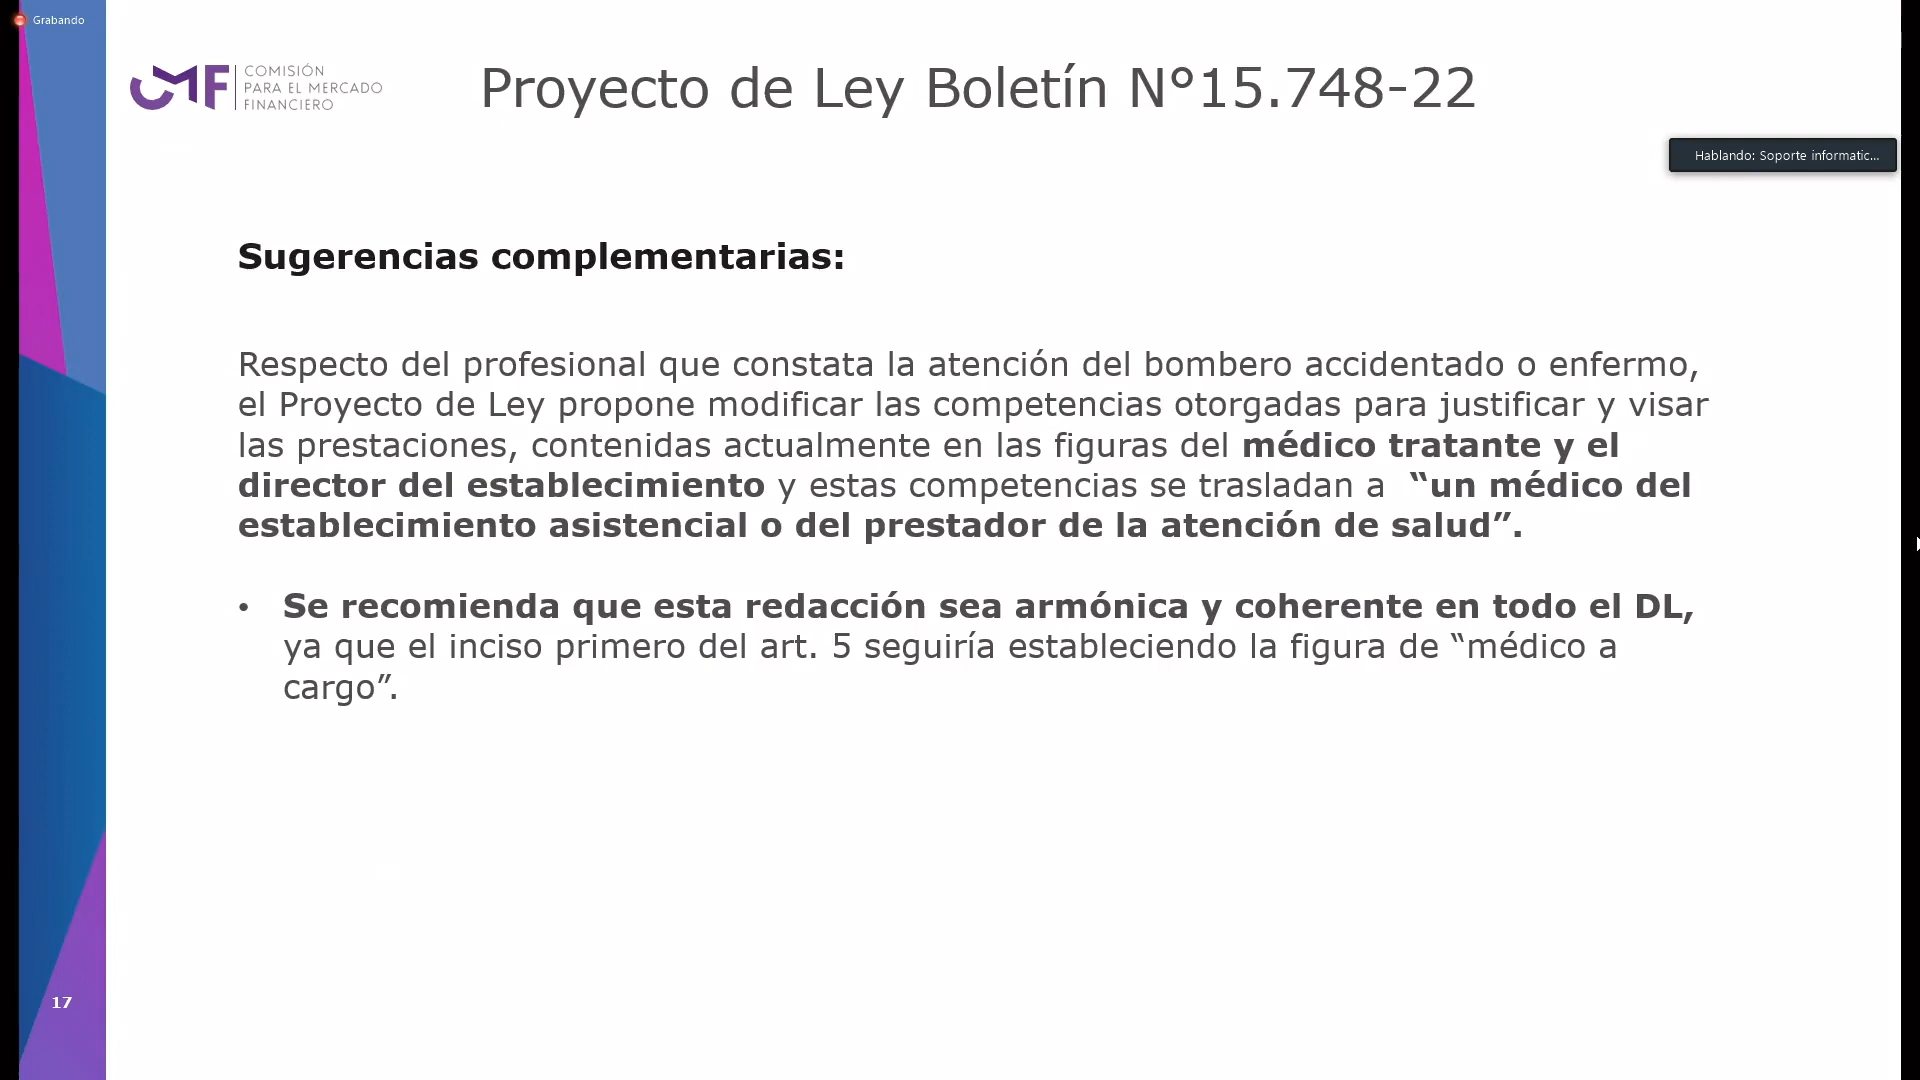 Grabando
CMF
COMISIÓN
PARA EL MERCADO
FINANCIERO
Proyecto de Ley Boletín N°15.748-22
Hablando: Soporte informatic...
Sugerencias complementarias:
Respecto del profesional que constata la atención del bombero accidentado o enfermo,
el Proyecto de Ley propone modificar las competencias otorgadas para justificar y visar
las prestaciones, contenidas actualmente en las figuras del médico tratante y el
director del establecimiento y estas competencias se trasladan a “un médico del
establecimiento asistencial o del prestador de la atención de salud”.
• Se recomienda que esta redacción sea armónica y coherente en todo el DL,
ya que el inciso primero del art. 5 seguiría estableciendo la figura de “médico a
cargo”.
17